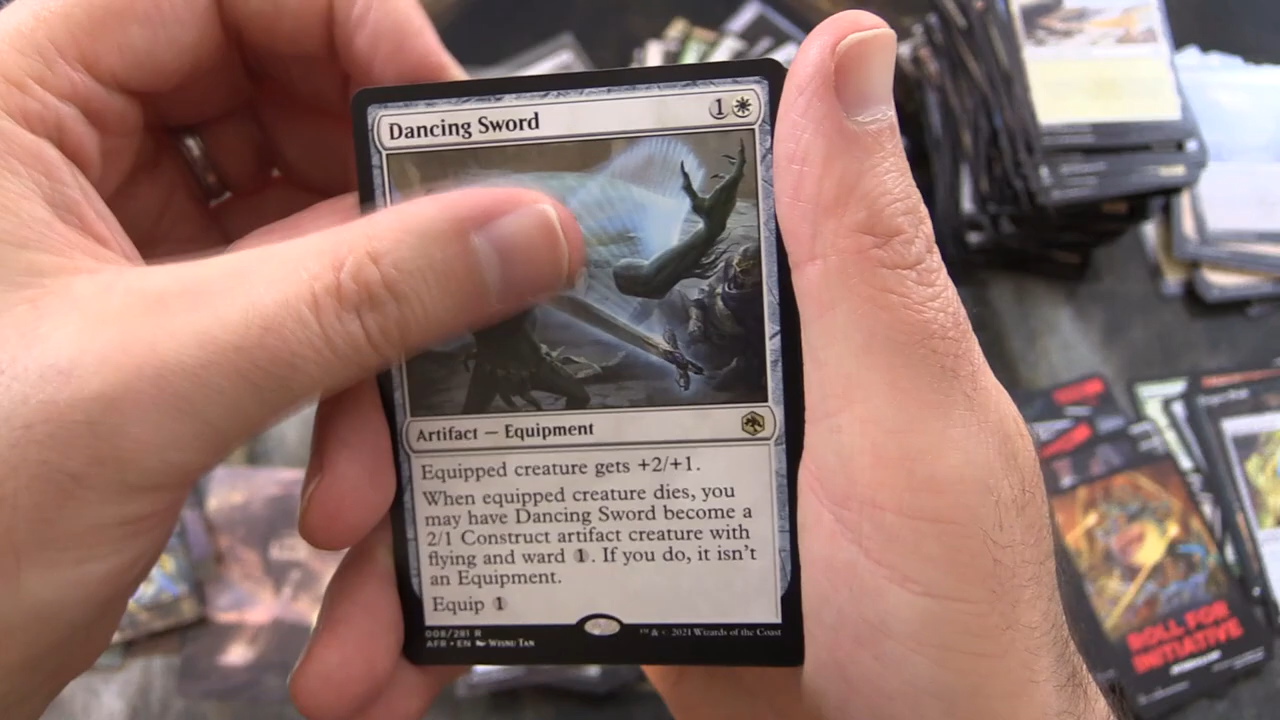 Dancing Sword 1
Artifact — Equipment
Equipped creature gets +2/+1.
When equipped creature dies, you
may have Dancing Sword become a
2/1 Construct artifact creature with
flying and ward 1. If you do, it isn't
an Equipment.
Equip 1
008/281 R
AFR • EN Wisnu Tan
™ & © 2021 Wizards of the Coast
ROLL FOR
INITIATIVE